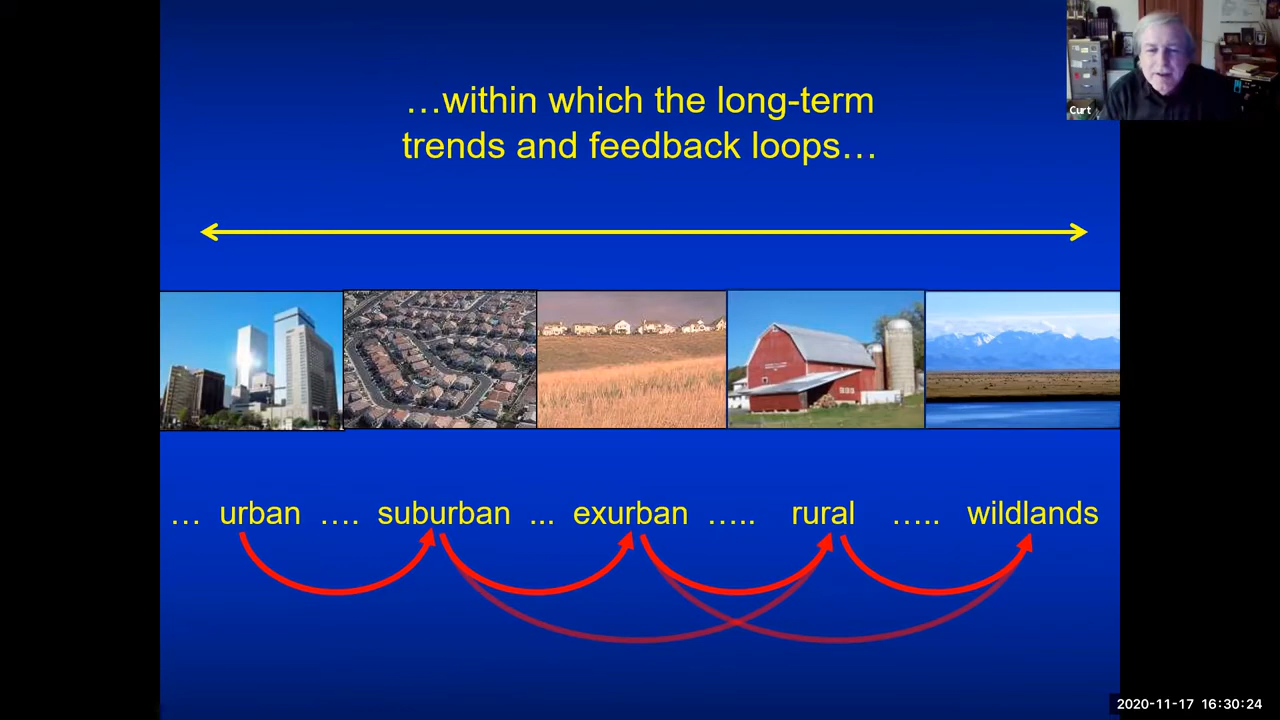 …within which the long-term
trends and feedback loops…
Curt
… urban …. suburban ... exurban ….. rural ….. wildlands
2020-11-17 16:30:24